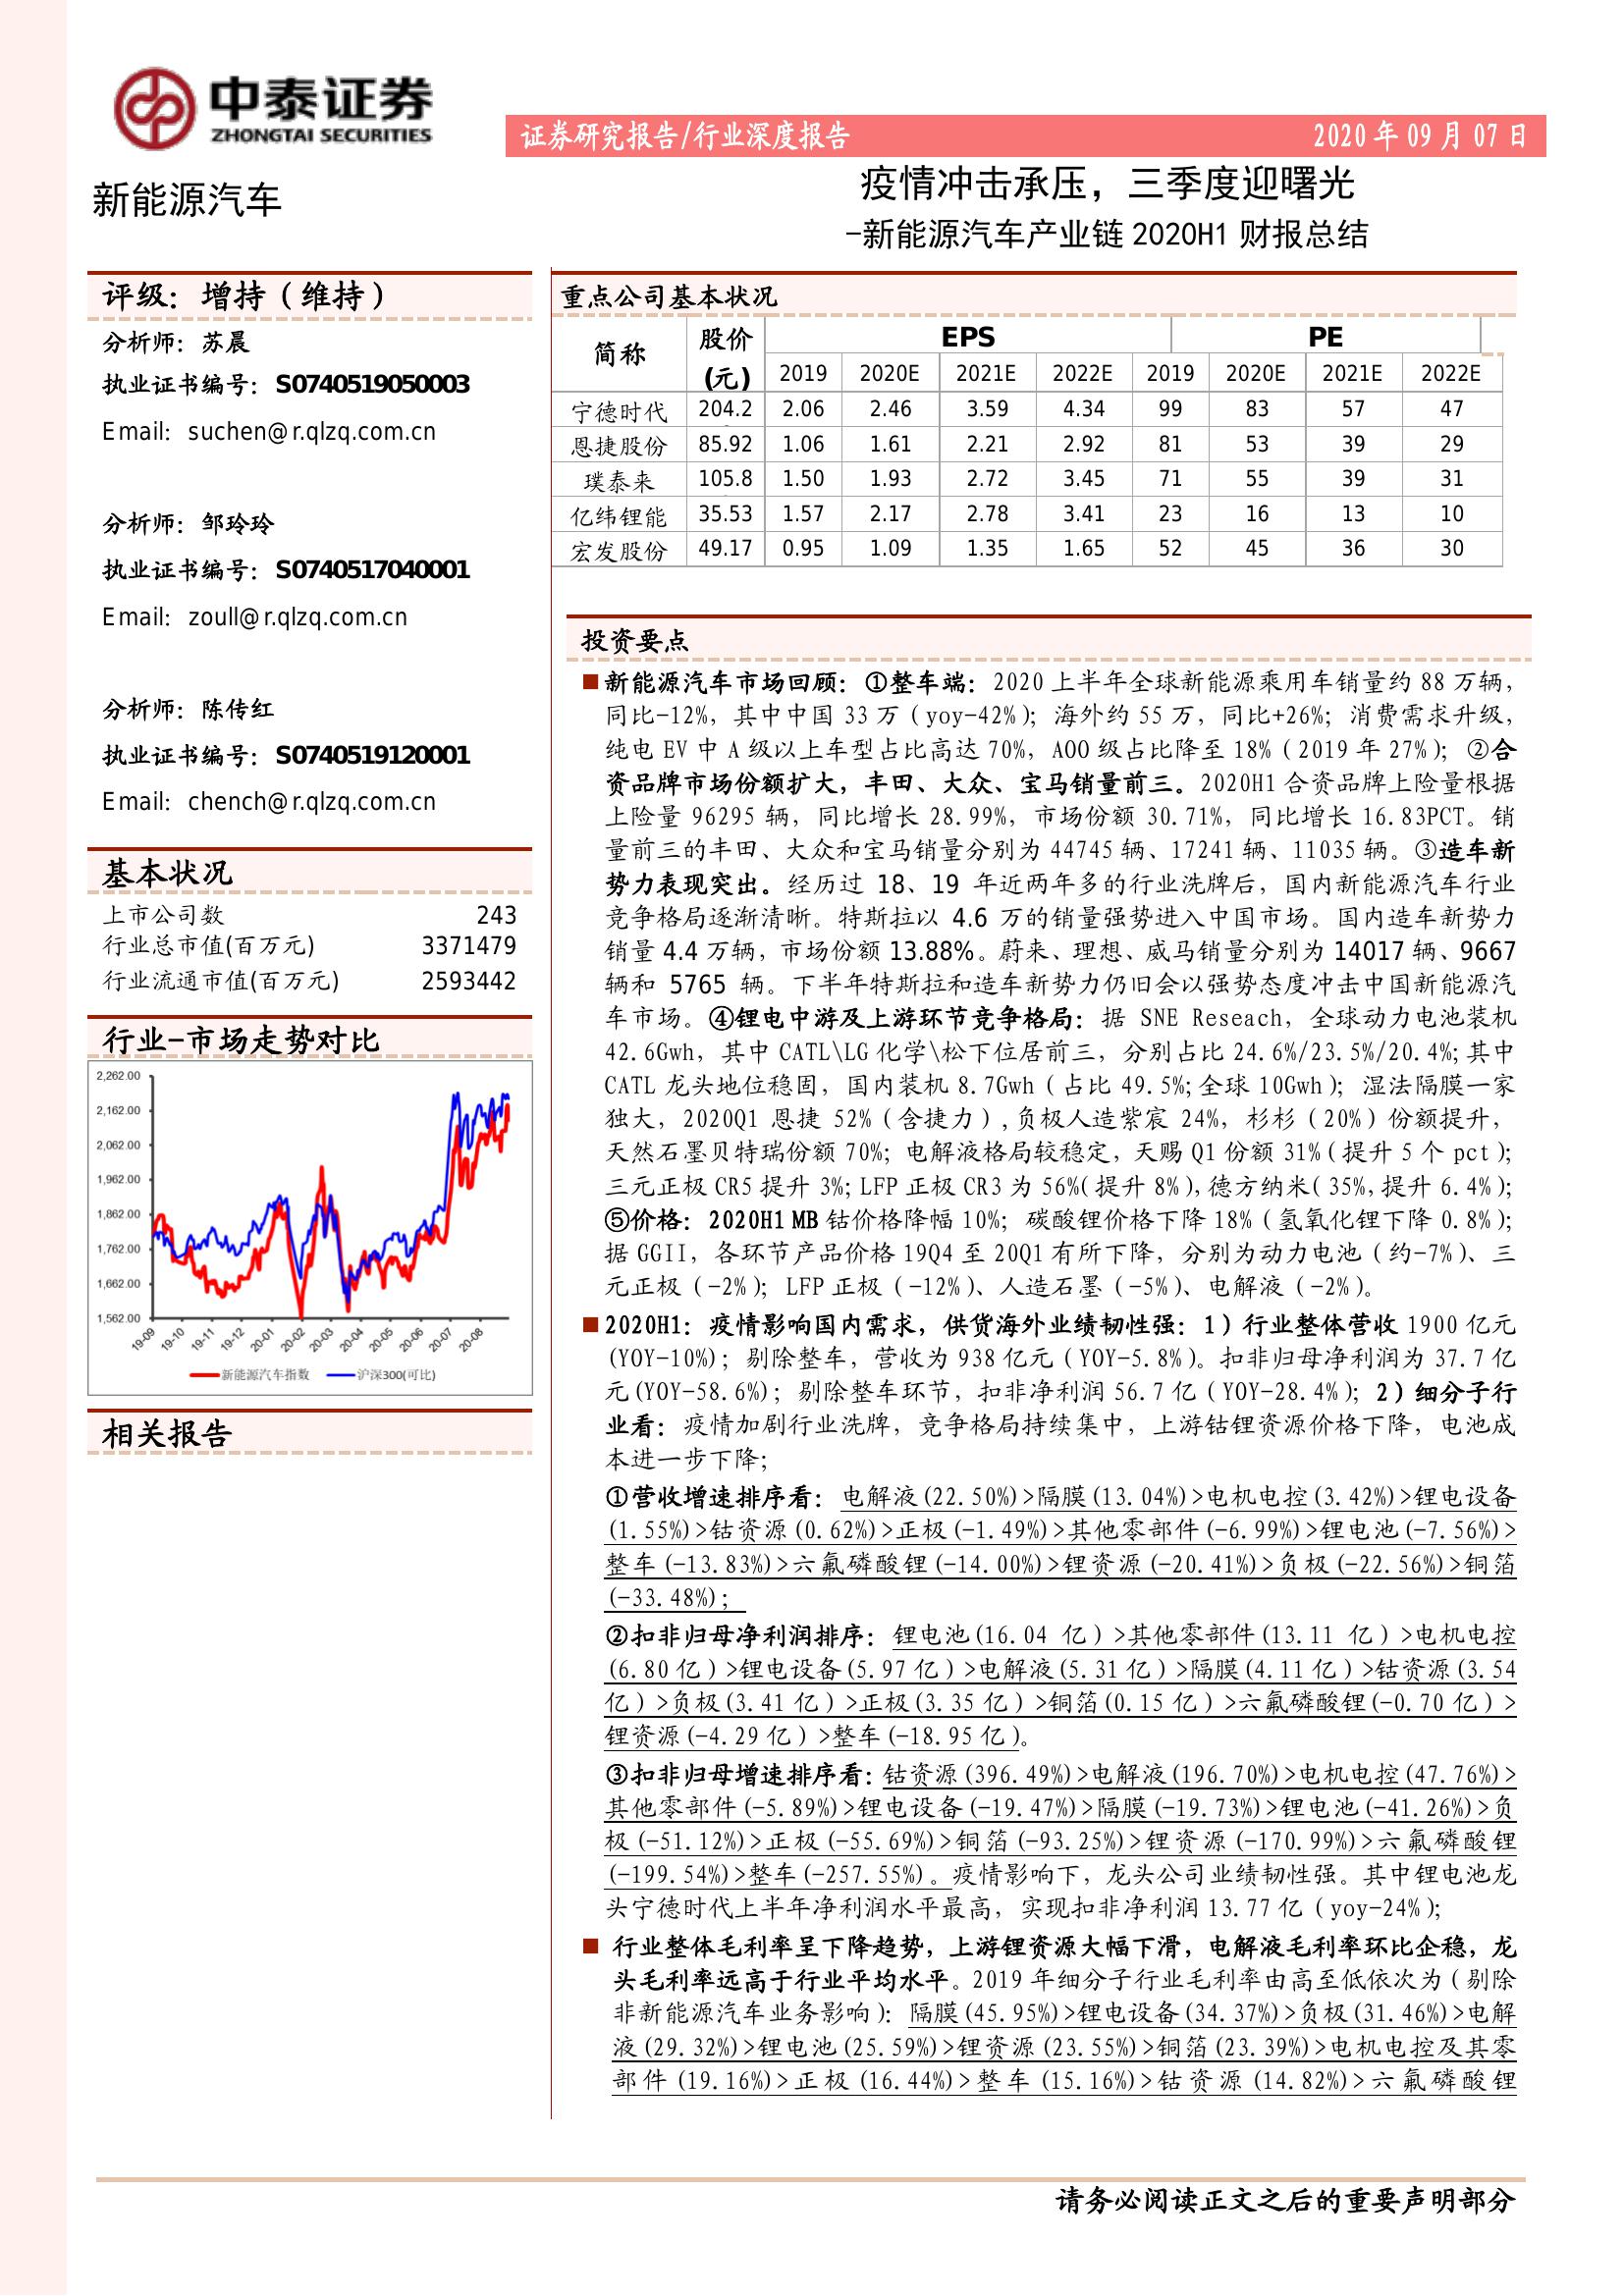 中泰证券
ZHONGTAI SECURITIES
证券研究报告/行业深度报告 2020 年 09 月 07 日
新能源汽车
疫情冲击承压，三季度迎曙光
-新能源汽车产业链 2020H1 财报总结
评级：增持（维持）
分析师：苏晨
执业证书编号：S0740519050003
Email：suchen@r.qlzq.com.cn
分析师：邹玲玲
执业证书编号：S0740517040001
Email：zoull@r.qlzq.com.cn
分析师：陈传红
执业证书编号：S0740519120001
Email：chench@r.qlzq.com.cn
基本状况
上市公司数 243
行业总市值(百万元) 3371479
行业流通市值(百万元) 2593442
行业-市场走势对比
2,262.00
2,162.00
2,062.00
1,962.00
1,862.00
1,762.00
1,662.00
1,562.00
19-09 19-10 19-11 19-12 20-01 20-02 20-03 20-04 20-05 20-06 20-07 20-08
新能源汽车指数 沪深300(可比)
相关报告
重点公司基本状况
简称 股价(元) EPS PE
2019 2020E 2021E 2022E 2019 2020E 2021E 2022E
宁德时代 204.2 2.06 2.46 3.59 4.34 99 83 57 47
恩捷股份 85.92 1.06 1.61 2.21 2.92 81 53 39 29
璞泰来 105.8 1.50 1.93 2.72 3.45 71 55 39 31
亿纬锂能 35.53 1.57 2.17 2.78 3.41 23 16 13 10
宏发股份 49.17 0.95 1.09 1.35 1.65 52 45 36 30
投资要点
■新能源汽车市场回顾：①整车端：2020 上半年全球新能源乘用车销量约 88 万辆，
同比-12%，其中中国 33 万（yoy-42%）；海外约 55 万，同比+26%；消费需求升级，
纯电 EV 中 A 级以上车型占比高达 70%，A00 级占比降至 18%（2019 年 27%）；②合
资品牌市场份额扩大，丰田、大众、宝马销量前三。2020H1 合资品牌上险量根据
上险量 96295 辆，同比增长 28.99%，市场份额 30.71%，同比增长 16.83PCT。销
量前三的丰田、大众和宝马销量分别为 44745 辆、17241 辆、11035 辆。③造车新
势力表现突出。经历过 18、19 年近两年多的行业洗牌后，国内新能源汽车行业
竞争格局逐渐清晰。特斯拉以 4.6 万的销量强势进入中国市场。国内造车新势力
销量 4.4 万辆，市场份额 13.88%。蔚来、理想、威马销量分别为 14017 辆、9667
辆和 5765 辆。下半年特斯拉和造车新势力仍旧会以强势态度冲击中国新能源汽
车市场。④锂电中游及上游环节竞争格局：据 SNE Reseach，全球动力电池装机
42.6Gwh，其中 CATL\LG 化学\松下位居前三，分别占比 24.6%/23.5%/20.4%;其中
CATL 龙头地位稳固，国内装机 8.7Gwh（占比 49.5%;全球 10Gwh）；湿法隔膜一家
独大，2020Q1 恩捷 52%（含捷力）,负极人造紫宸 24%，杉杉（20%）份额提升，
天然石墨贝特瑞份额 70%；电解液格局较稳定，天赐 Q1 份额 31%(提升 5 个 pct)；
三元正极 CR5 提升 3%;LFP 正极 CR3 为 56%(提升 8%),德方纳米(35%,提升 6.4%)；
⑤价格：2020H1 MB 钴价格降幅 10%；碳酸锂价格下降 18%（氢氧化锂下降 0.8%）；
据 GGII，各环节产品价格 19Q4 至 20Q1 有所下降，分别为动力电池（约-7%）、三
元正极（-2%）；LFP 正极（-12%）、人造石墨（-5%）、电解液（-2%）。
■2020H1：疫情影响国内需求，供货海外业绩韧性强：1）行业整体营收 1900 亿元
(YOY-10%)；剔除整车，营收为 938 亿元（YOY-5.8%）。扣非归母净利润为 37.7 亿
元(YOY-58.6%)；剔除整车环节，扣非净利润 56.7 亿（YOY-28.4%）；2）细分子行
业看：疫情加剧行业洗牌，竞争格局持续集中，上游钴锂资源价格下降，电池成
本进一步下降；
①营收增速排序看：电解液(22.50%)>隔膜(13.04%)>电机电控(3.42%)>锂电设备
(1.55%)>钴资源(0.62%)>正极(-1.49%)>其他零部件(-6.99%)>锂电池(-7.56%)>
整车(-13.83%)>六氟磷酸锂(-14.00%)>锂资源(-20.41%)>负极(-22.56%)>铜箔
(-33.48%)；
②扣非归母净利润排序：锂电池(16.04 亿）>其他零部件(13.11 亿）>电机电控
(6.80 亿）>锂电设备(5.97 亿）>电解液(5.31 亿）>隔膜(4.11 亿）>钴资源(3.54
亿）>负极(3.41 亿）>正极(3.35 亿）>铜箔(0.15 亿）>六氟磷酸锂(-0.70 亿）>
锂资源(-4.29 亿）>整车(-18.95 亿)。
③扣非归母增速排序看:钴资源(396.49%)>电解液(196.70%)>电机电控(47.76%)>
其他零部件(-5.89%)>锂电设备(-19.47%)>隔膜(-19.73%)>锂电池(-41.26%)>负
极(-51.12%)>正极(-55.69%)>铜箔(-93.25%)>锂资源(-170.99%)>六氟磷酸锂
(-199.54%)>整车(-257.55%)。疫情影响下，龙头公司业绩韧性强。其中锂电池龙
头宁德时代上半年净利润水平最高，实现扣非净利润 13.77 亿（yoy-24%）；
■ 行业整体毛利率呈下降趋势，上游锂资源大幅下滑，电解液毛利率环比企稳，龙
头毛利率远高于行业平均水平。2019 年细分子行业毛利率由高至低依次为（剔除
非新能源汽车业务影响）：隔膜(45.95%)>锂电设备(34.37%)>负极(31.46%)>电解
液(29.32%)>锂电池(25.59%)>锂资源(23.55%)>铜箔(23.39%)>电机电控及其零
部件(19.16%)>正极(16.44%)>整车(15.16%)>钴资源(14.82%)>六氟磷酸锂
请务必阅读正文之后的重要声明部分